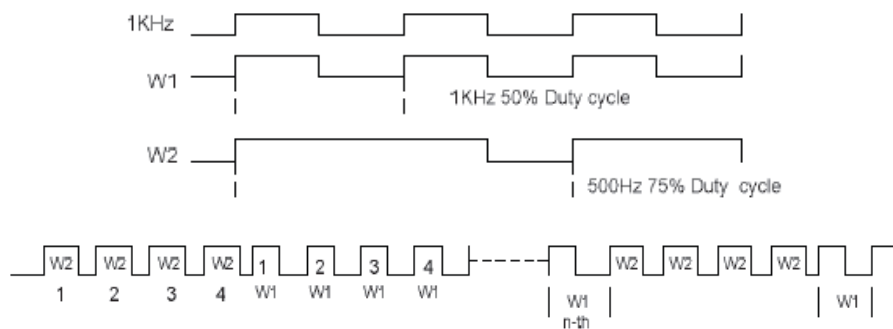 1KHz
W1
1KHz 50% Duty cycle
W2
500Hz 75% Duty cycle
W2 W2 W2 W2 1 2 3 4 W2 W2 W2 W2
1 2 3 4 W1 W1 W1 W1 W1 W1
n-th